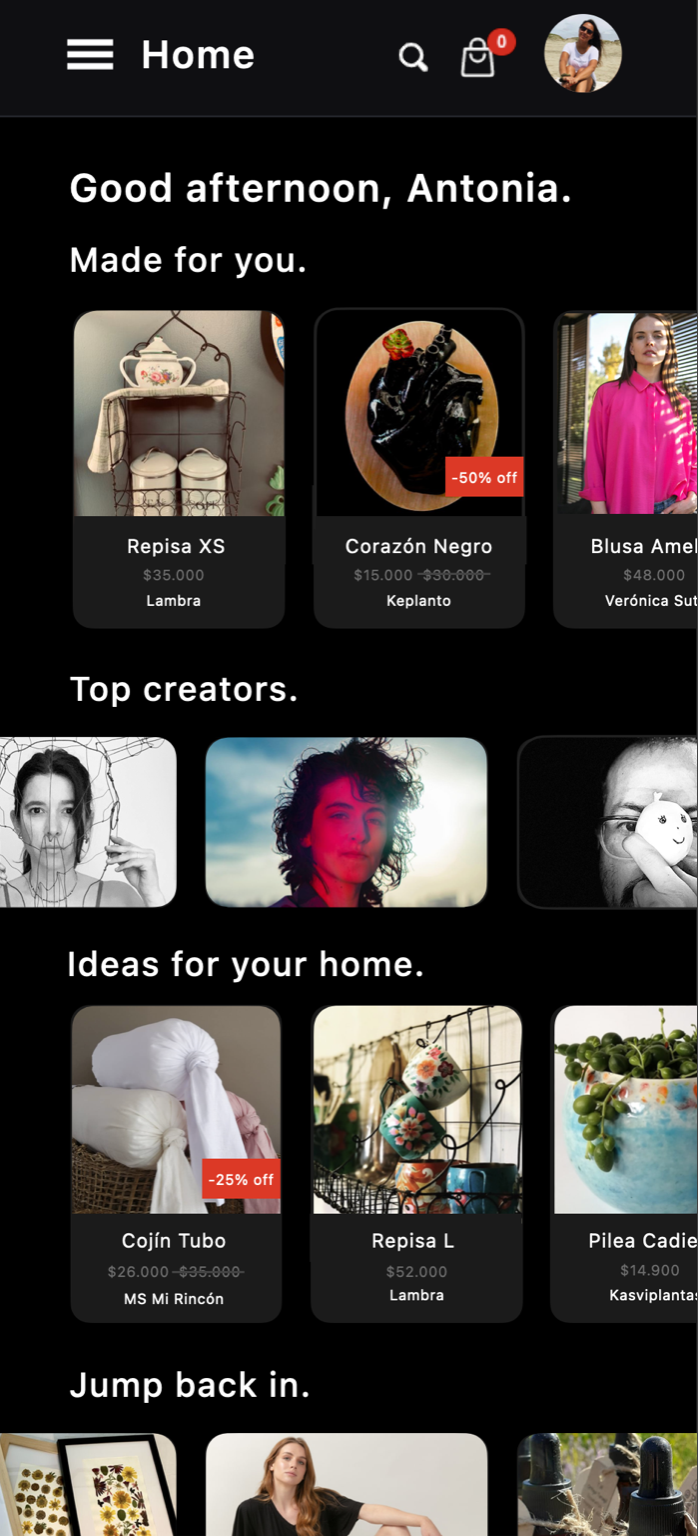 Home
0
Good afternoon, Antonia.
Made for you.
-50% off
Repisa XS
Corazón Negro
Blusa Amel
$35.000
$15.000 $30.000
$48.000
Lambra
Keplanto
Verónica Sut
Top creators.
Ideas for your home.
-25% off
Cojín Tubo
Repisa L
Pilea Cadie
$26.000 $35.000
$52.000
$14.900
MS Mi Rincón
Lambra
Kasviplantas
Jump back in.